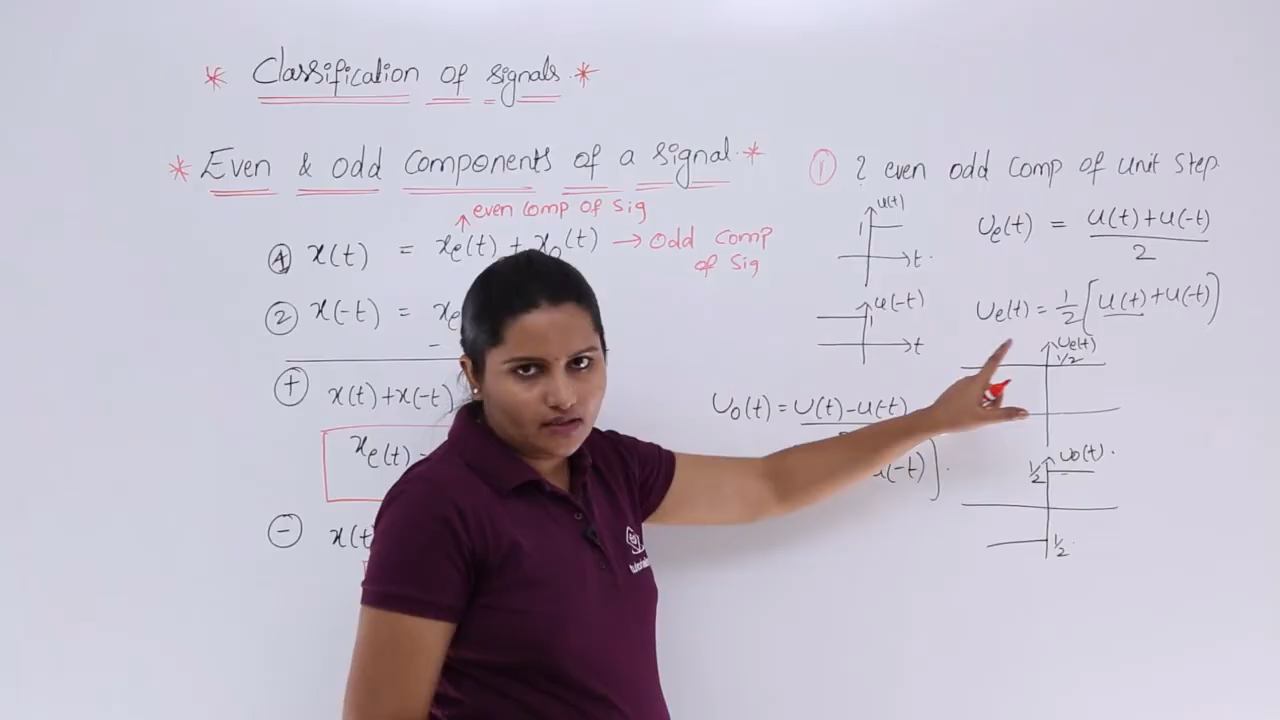 * Classification of signals. *
* Even & odd components of a signal. *
↑ even comp of sig
① x(t) = xe(t) + xo(t) → Odd comp of sig
② x(-t) = xe
-
⊕ x(t)+x(-t)
xe(t)
⊖ x(t)
① ? even odd comp of unit step
u(t)
1
t.
Ue(t) = u(t)+u(-t)
2
u(-t)
1
t
Ue(t) = 1/2 [u(t)+u(-t)]
Ue(t)
1/2
Uo(t) = U(t)-u(-t)
u(-t)].
Uo(t).
1/2
1/2.
tutorials